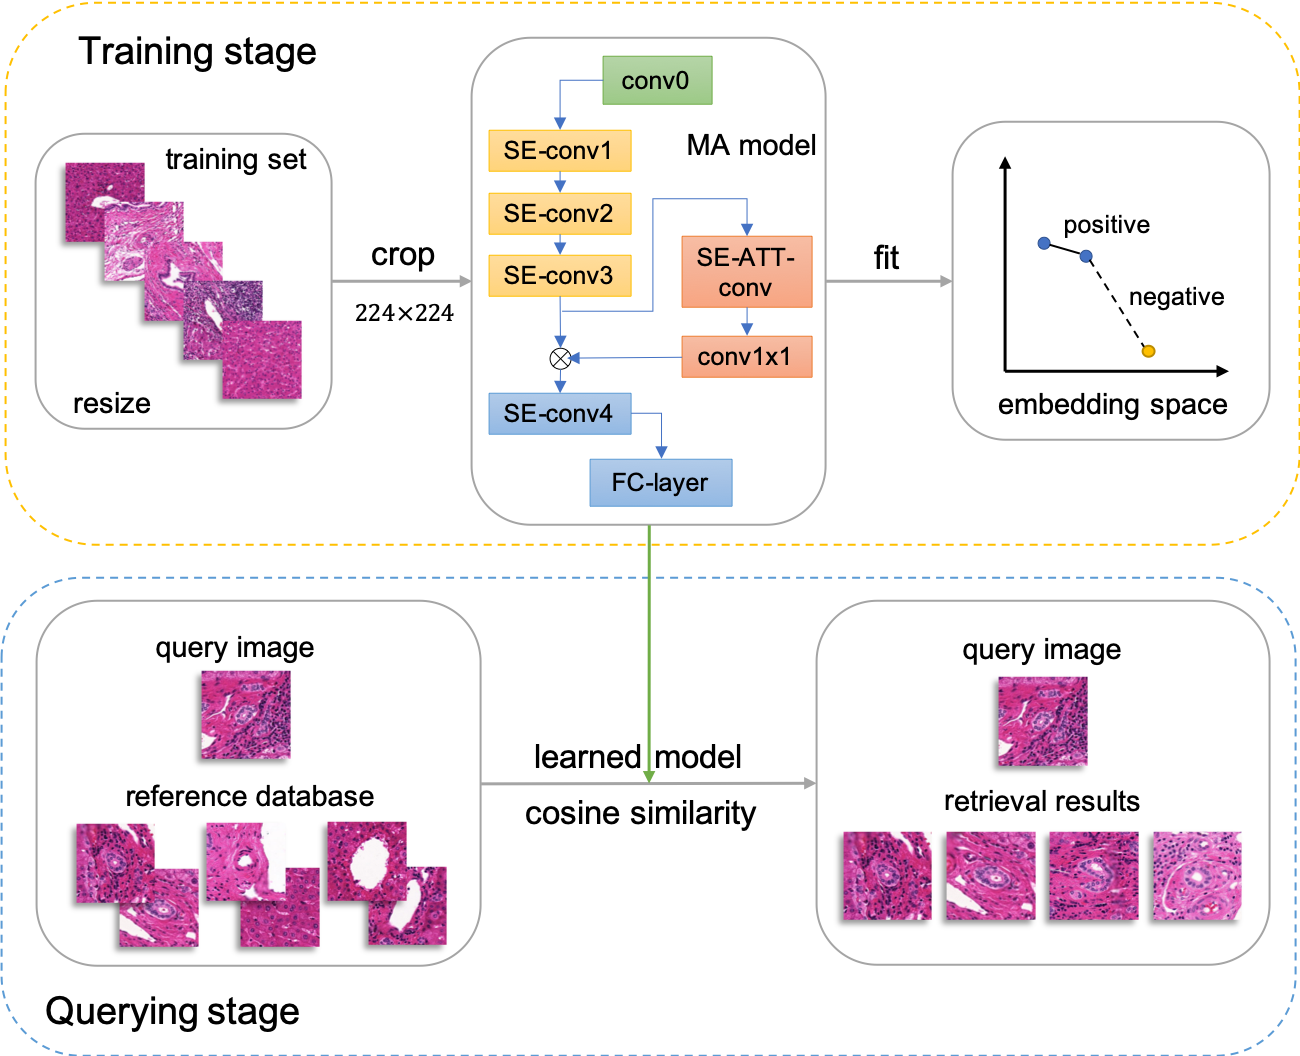 Training stage
training set
resize
crop
224×224
conv0
SE-conv1
MA model
SE-conv2
SE-conv3
SE-ATT-
conv
conv1x1
SE-conv4
FC-layer
fit
positive
negative
embedding space
query image
reference database
learned model
cosine similarity
query image
retrieval results
Querying stage